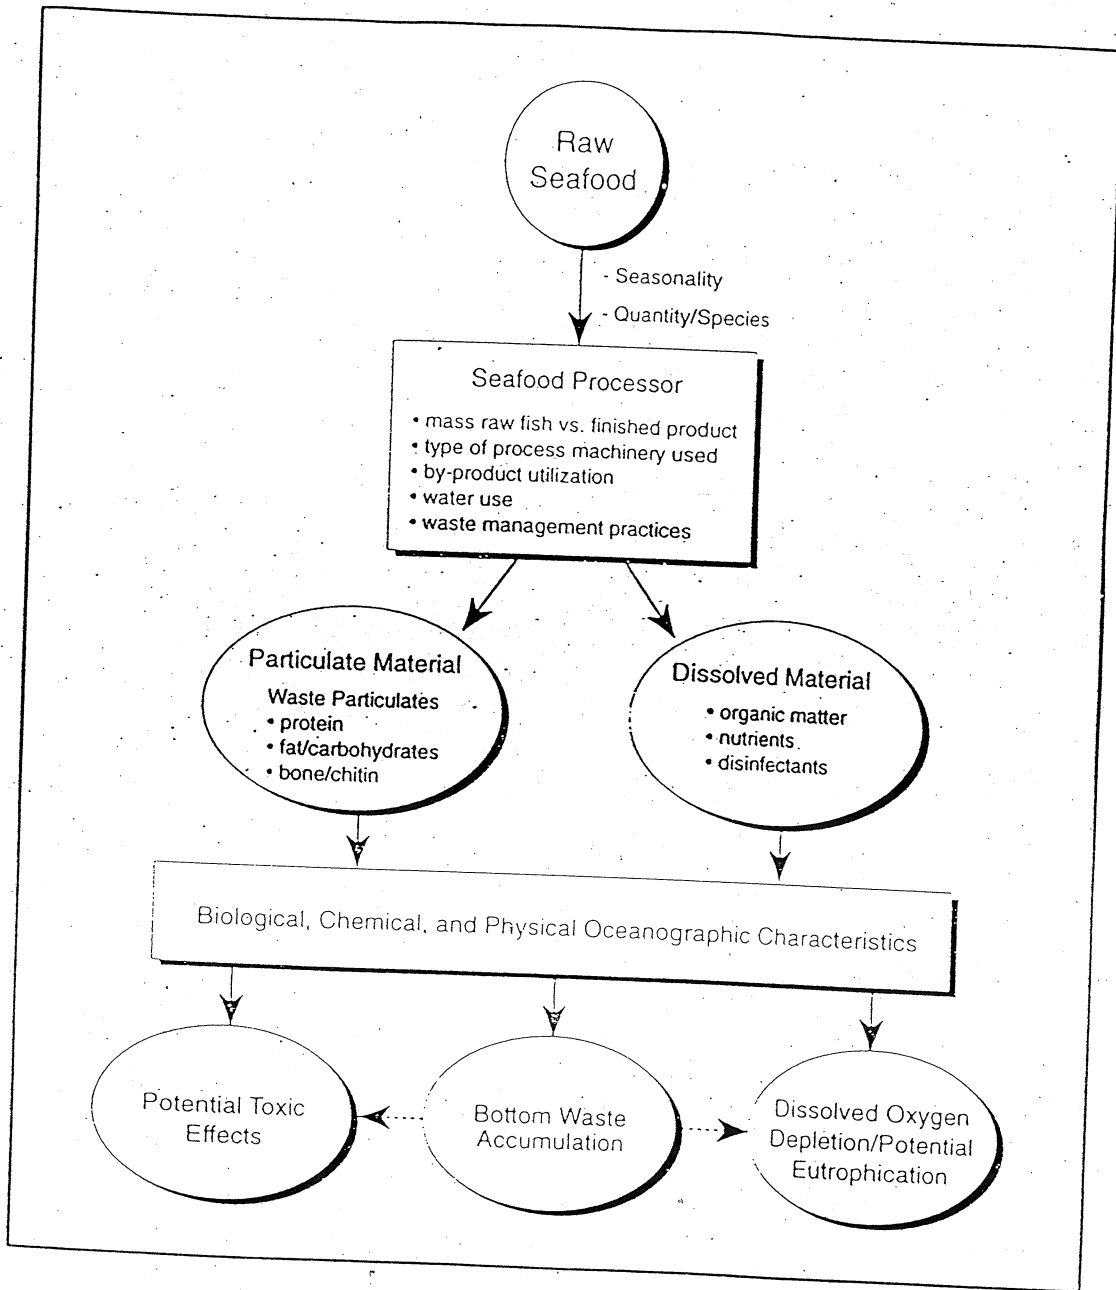 Raw
Seafood
- Seasonality
- Quantity/Species
Seafood Processor
• mass raw fish vs. finished product
• type of process machinery used
• by-product utilization
• water use
• waste management practices
Particulate Material
Waste Particulates
• protein
• fat/carbohydrates
• bone/chitin
Dissolved Material
• organic matter
• nutrients
• disinfectants
Biological, Chemical, and Physical Oceanographic Characteristics
Potential Toxic
Effects
Bottom Waste
Accumulation
Dissolved Oxygen
Depletion/Potential
Eutrophication